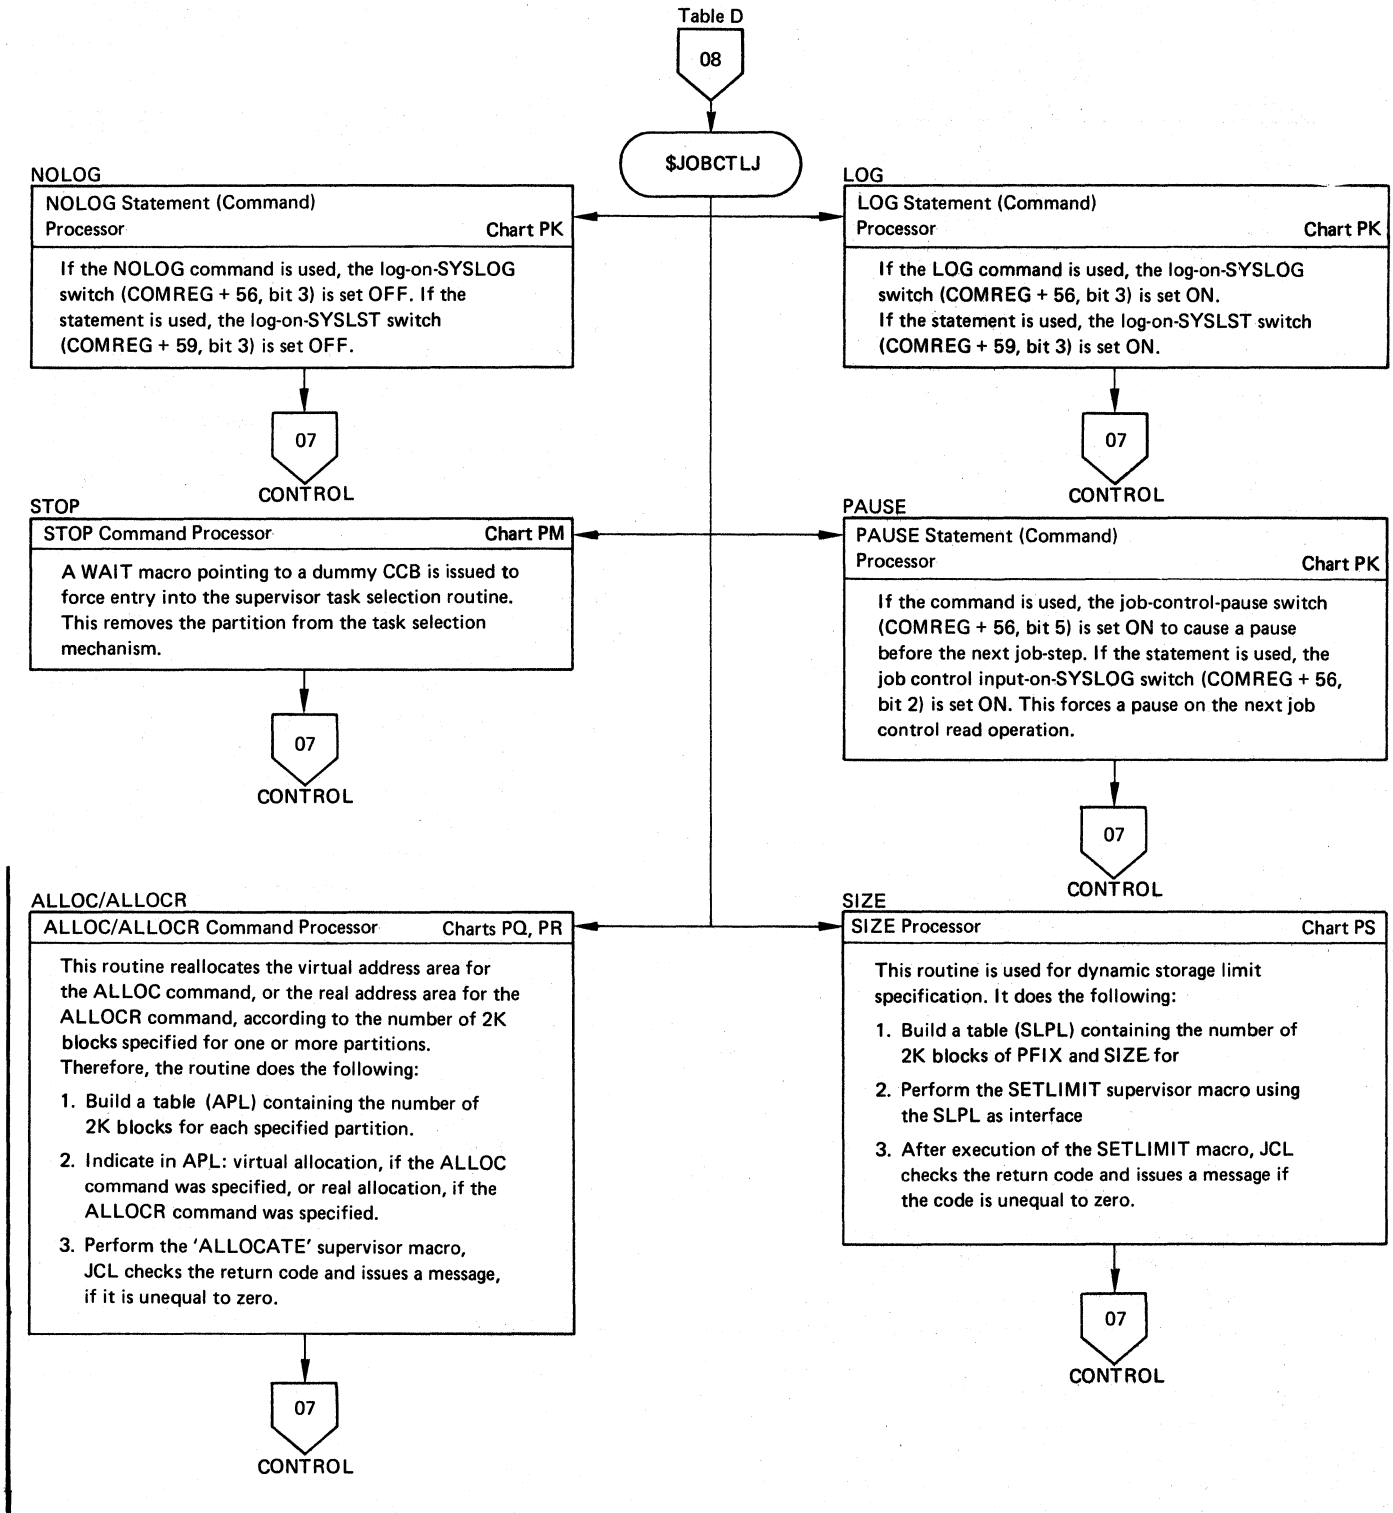 Table D
08
$JOBCTLJ
NOLOG
NOLOG Statement (Command)
Processor Chart PK
If the NOLOG command is used, the log-on-SYSLOG
switch (COMREG + 56, bit 3) is set OFF. If the
statement is used, the log-on-SYSLST switch
(COMREG + 59, bit 3) is set OFF.
07
CONTROL
LOG
LOG Statement (Command)
Processor Chart PK
If the LOG command is used, the log-on-SYSLOG
switch (COMREG + 56, bit 3) is set ON.
If the statement is used, the log-on-SYSLST switch
(COMREG + 59, bit 3) is set ON.
07
CONTROL
STOP
STOP Command Processor Chart PM
A WAIT macro pointing to a dummy CCB is issued to
force entry into the supervisor task selection routine.
This removes the partition from the task selection
mechanism.
07
CONTROL
PAUSE
PAUSE Statement (Command)
Processor Chart PK
If the command is used, the job-control-pause switch
(COMREG + 56, bit 5) is set ON to cause a pause
before the next job-step. If the statement is used, the
job control input-on-SYSLOG switch (COMREG + 56,
bit 2) is set ON. This forces a pause on the next job
control read operation.
07
CONTROL
ALLOC/ALLOCR
ALLOC/ALLOCR Command Processor Charts PQ, PR
This routine reallocates the virtual address area for
the ALLOC command, or the real address area for the
ALLOCR command, according to the number of 2K
blocks specified for one or more partitions.
Therefore, the routine does the following:
1. Build a table (APL) containing the number of
2K blocks for each specified partition.
2. Indicate in APL: virtual allocation, if the ALLOC
command was specified, or real allocation, if the
ALLOCR command was specified.
3. Perform the 'ALLOCATE' supervisor macro,
JCL checks the return code and issues a message,
if it is unequal to zero.
07
CONTROL
SIZE
SIZE Processor Chart PS
This routine is used for dynamic storage limit
specification. It does the following:
1. Build a table (SLPL) containing the number of
2K blocks of PFIX and SIZE for
2. Perform the SETLIMIT supervisor macro using
the SLPL as interface
3. After execution of the SETLIMIT macro, JCL
checks the return code and issues a message if
the code is unequal to zero.
07
CONTROL